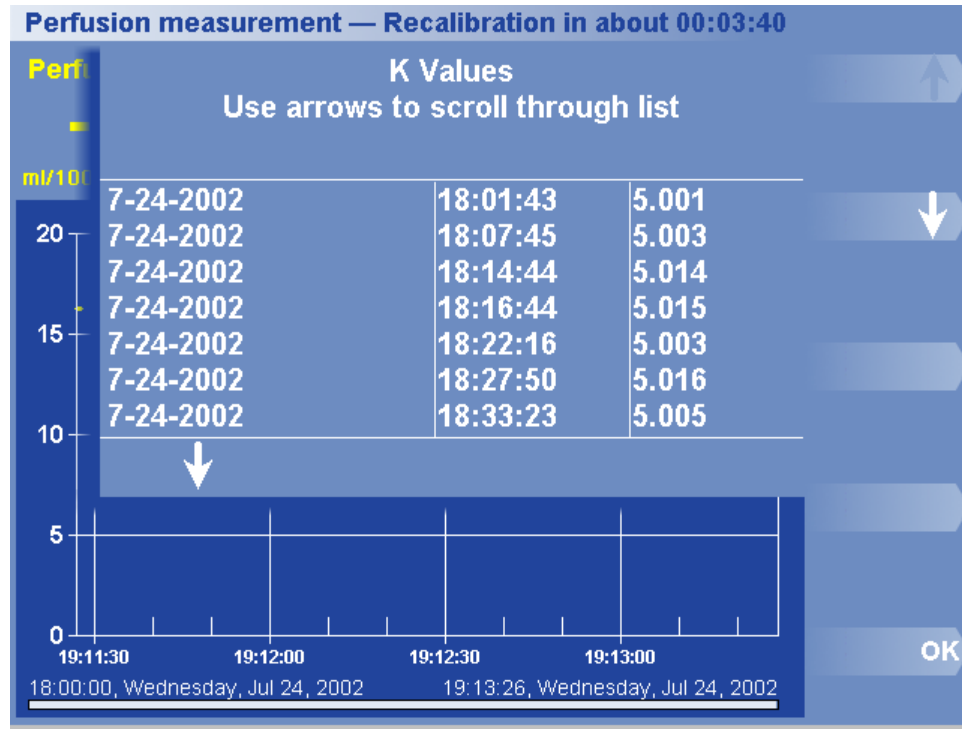 Perfusion measurement — Recalibration in about 00:03:40
K Values
Use arrows to scroll through list
ml/100
7-24-2002 18:01:43 5.001
7-24-2002 18:07:45 5.003
7-24-2002 18:14:44 5.014
7-24-2002 18:16:44 5.015
7-24-2002 18:22:16 5.003
7-24-2002 18:27:50 5.016
7-24-2002 18:33:23 5.005
20
15
10
5
0
19:11:30 19:12:00 19:12:30 19:13:00
18:00:00, Wednesday, Jul 24, 2002 19:13:26, Wednesday, Jul 24, 2002
OK